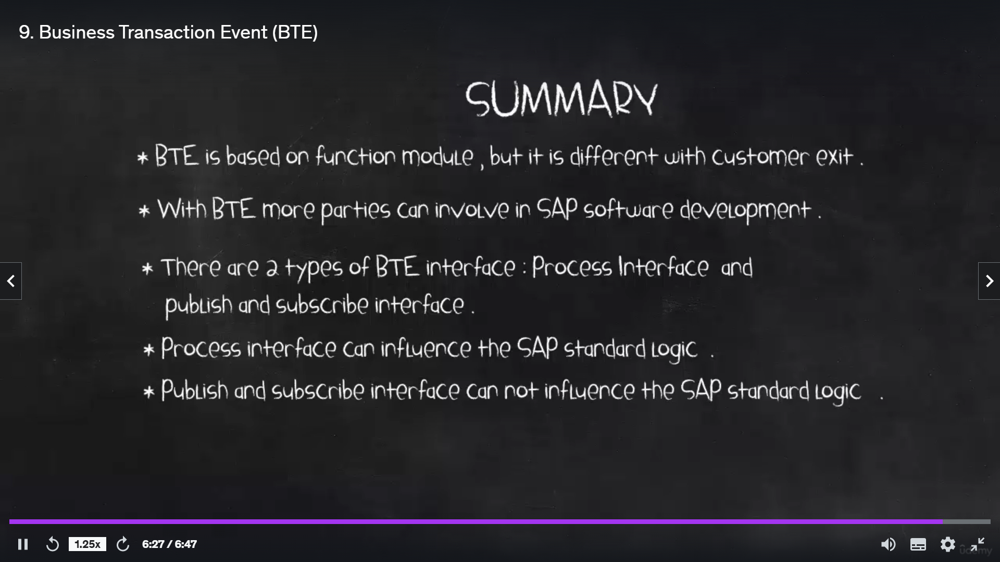 9. Business Transaction Event (BTE)
SUMMARY
* BTE is based on function module , but it is different with customer exit .
* With BTE more parties can involve in SAP software development .
* There are 2 types of BTE interface : Process Interface and
publish and subscribe interface .
* Process interface can influence the SAP standard logic .
* Publish and subscribe interface can not influence the SAP standard logic .
1.25x
6:27 / 6:47
udemy